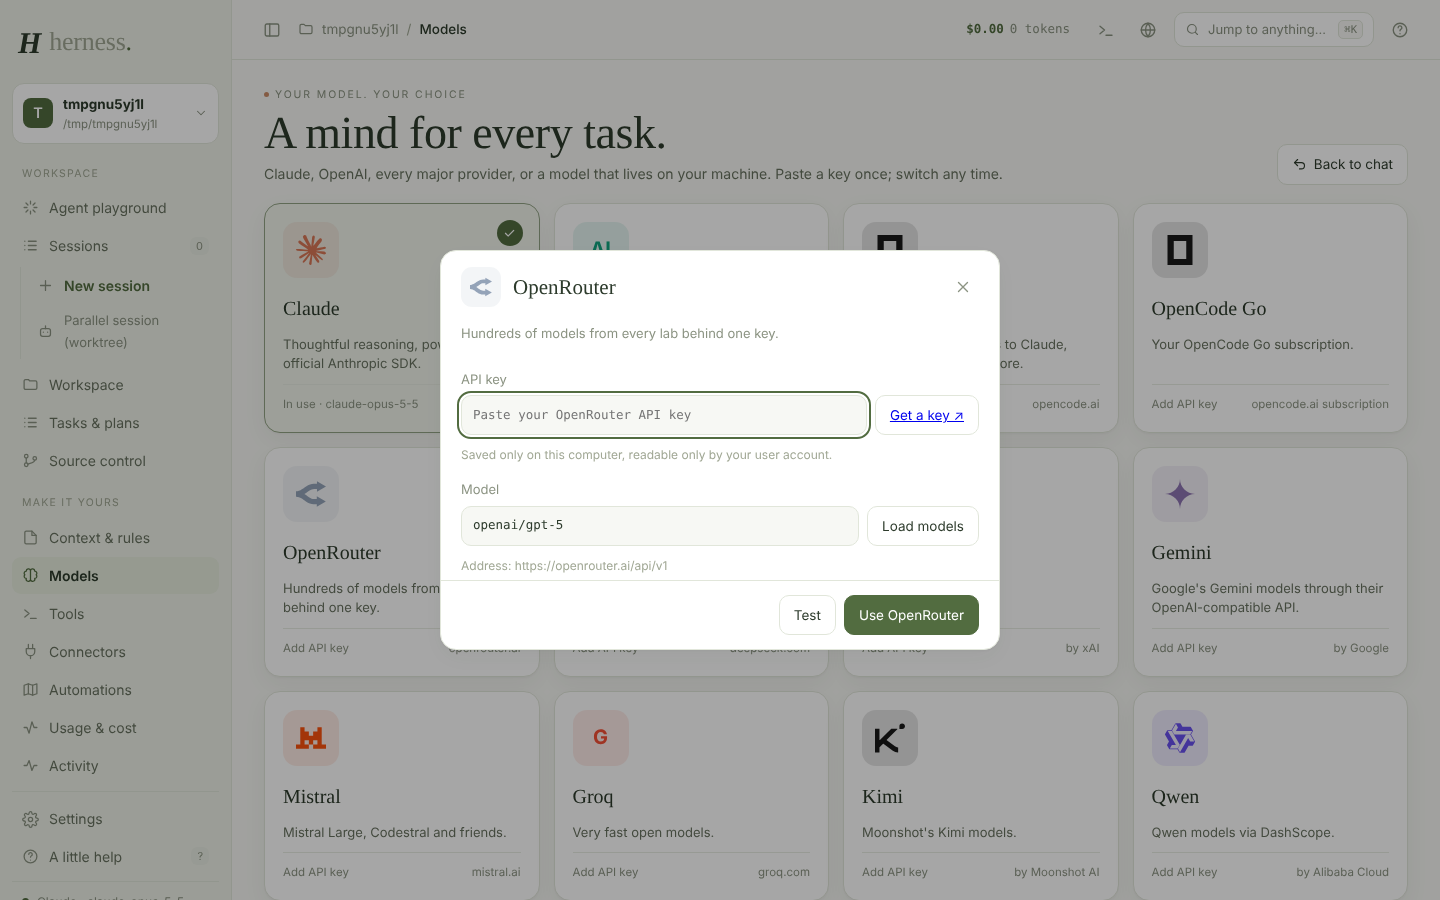 H herness.
T
tmpgnu5yj1l
/tmp/tmpgnu5yj1l
WORKSPACE
Agent playground
Sessions 0
New session
Parallel session
(worktree)
Workspace
Tasks & plans
Source control
MAKE IT YOURS
Context & rules
Models
Tools
Connectors
Automations
Usage & cost
Activity
Settings
A little help ?
tmpgnu5yj1l / Models
$0.00 0 tokens
Jump to anything... ⌘K
YOUR MODEL. YOUR CHOICE
A mind for every task.
Claude, OpenAI, every major provider, or a model that lives on your machine. Paste a key once; switch any time.
Back to chat
Claude
Thoughtful reasoning,
official Anthropic SDK.
In use · claude-opus-5-5
to Claude,
opencode.ai
OpenCode Go
Your OpenCode Go subscription.
Add API key opencode.ai subscription
OpenRouter
Hundreds of models from every lab behind one key.
API key
Paste your OpenRouter API key
Get a key ↗
Saved only on this computer, readable only by your user account.
Model
openai/gpt-5
Load models
Address: https://openrouter.ai/api/v1
Test
Use OpenRouter
OpenRouter
Hundreds of models from
behind one key.
Add API key
by xAI
Gemini
Google's Gemini models through their
OpenAI-compatible API.
Add API key by Google
Mistral
Mistral Large, Codestral and friends.
Add API key mistral.ai
G
Groq
Very fast open models.
Add API key groq.com
Kimi
Moonshot's Kimi models.
Add API key by Moonshot AI
Qwen
Qwen models via DashScope.
Add API key by Alibaba Cloud